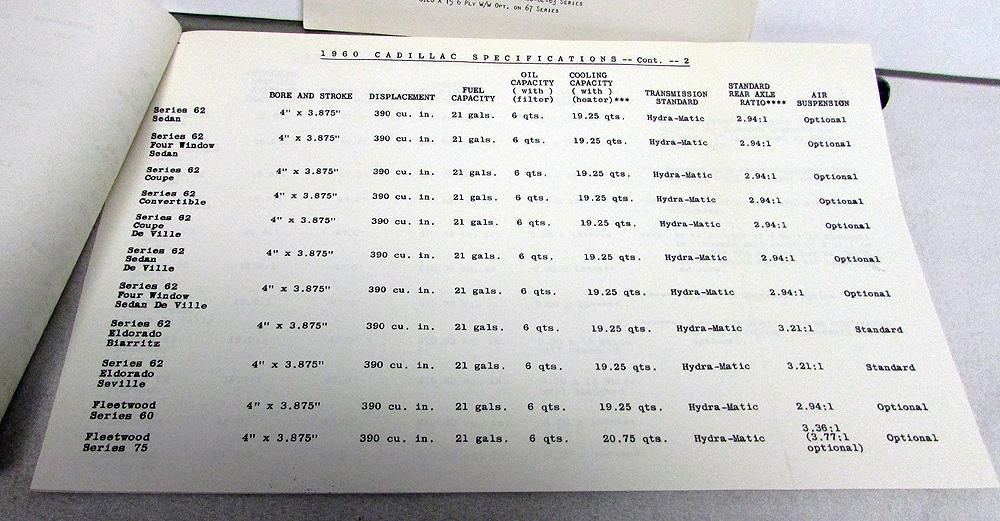 15 6 Ply W/W Opt. on 67 Series
1960 CADILLAC SPECIFICATIONS -- Cont. -- 2
BORE AND STROKE DISPLACEMENT FUEL CAPACITY OIL CAPACITY ( with ) (filter) COOLING CAPACITY ( with ) (heater)*** TRANSMISSION STANDARD STANDARD REAR AXLE RATIO**** AIR SUSPENSION
Series 62
Sedan 4" x 3.875" 390 cu. in. 21 gals. 6 qts. 19.25 qts. Hydra-Matic 2.94:1 Optional
Series 62
Four Window 4" x 3.875" 390 cu. in. 21 gals. 6 qts. 19.25 qts. Hydra-Matic 2.94:1 Optional
Sedan
Series 62 4" x 3.875" 390 cu. in. 21 gals. 6 qts. 19.25 qts. Hydra-Matic 2.94:1 Optional
Coupe
Series 62 4" x 3.875" 390 cu. in. 21 gals. 6 qts. 19.25 qts. Hydra-Matic 2.94:1 Optional
Convertible
Series 62 4" x 3.875" 390 cu. in. 21 gals. 6 qts. 19.25 qts. Hydra-Matic 2.94:1 Optional
Coupe
De Ville
Series 62 4" x 3.875" 390 cu. in. 21 gals. 6 qts. 19.25 qts. Hydra-Matic 2.94:1 Optional
Sedan
De Ville
Series 62 4" x 3.875" 390 cu. in. 21 gals. 6 qts. 19.25 qts. Hydra-Matic 2.94:1 Optional
Four Window
Sedan De Ville
Series 62 4" x 3.875" 390 cu. in. 21 gals. 6 qts. 19.25 qts. Hydra-Matic 3.21:1 Standard
Eldorado
Biarritz
Series 62 4" x 3.875" 390 cu. in. 21 gals. 6 qts. 19.25 qts. Hydra-Matic 3.21:1 Standard
Eldorado
Seville
Fleetwood 4" x 3.875" 390 cu. in. 21 gals. 6 qts. 19.25 qts. Hydra-Matic 2.94:1 Optional
Series 60
Fleetwood 4" x 3.875" 390 cu. in. 21 gals. 6 qts. 20.75 qts. Hydra-Matic 3.36:1 (3.77:1 optional) Optional
Series 75